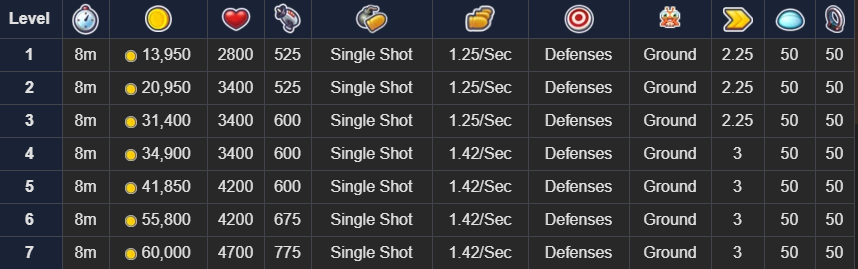 Level
1 8m 13,950 2800 525 Single Shot 1.25/Sec Defenses Ground 2.25 50 50
2 8m 20,950 3400 525 Single Shot 1.25/Sec Defenses Ground 2.25 50 50
3 8m 31,400 3400 600 Single Shot 1.25/Sec Defenses Ground 2.25 50 50
4 8m 34,900 3400 600 Single Shot 1.42/Sec Defenses Ground 3 50 50
5 8m 41,850 4200 600 Single Shot 1.42/Sec Defenses Ground 3 50 50
6 8m 55,800 4200 675 Single Shot 1.42/Sec Defenses Ground 3 50 50
7 8m 60,000 4700 775 Single Shot 1.42/Sec Defenses Ground 3 50 50